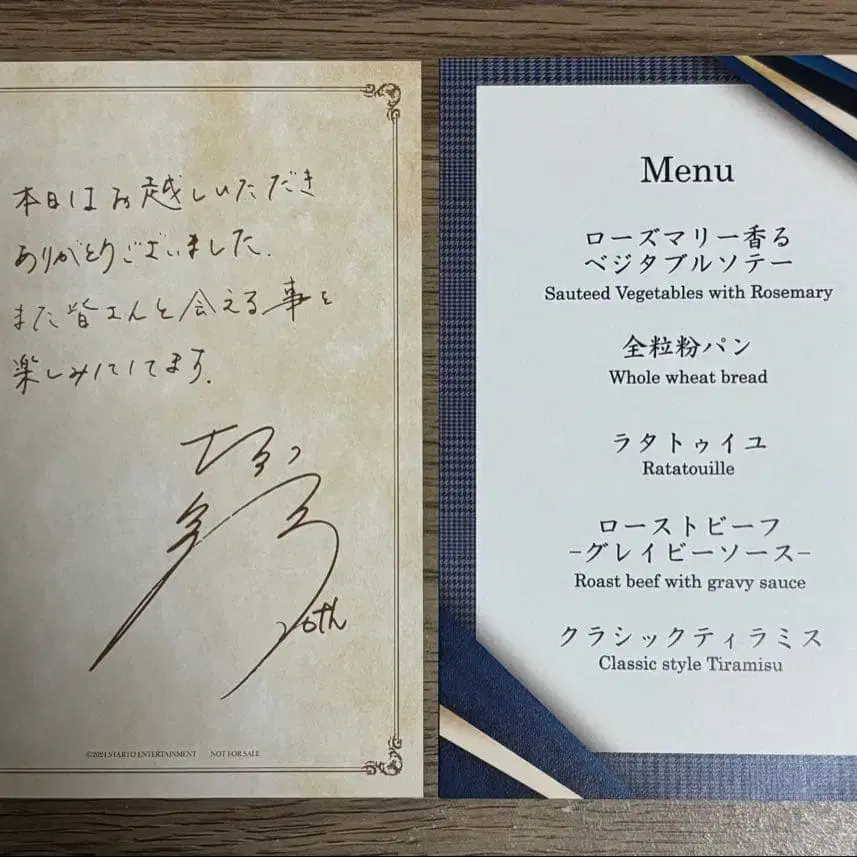 本日はお越しいただき
ありがとうございました.
また皆さんと会える事を
楽しみにしてます.
20th
©2024 STARTO ENTERTAINMENT NOT FOR SALE
Menu
ローズマリー香る
ベジタブルソテー
Sauteed Vegetables with Rosemary
全粒粉パン
Whole wheat bread
ラタトゥイユ
Ratatouille
ローストビーフ
-グレイビーソース-
Roast beef with gravy sauce
クラシックティラミス
Classic style Tiramisu